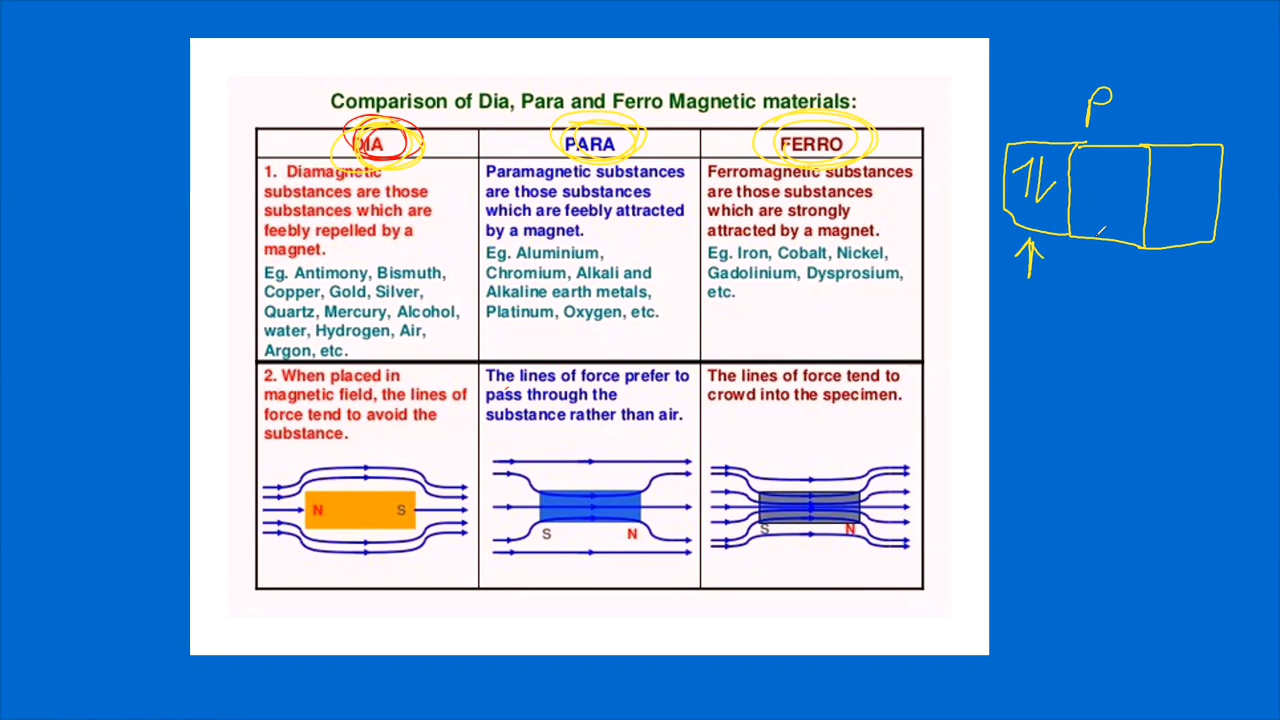 Comparison of Dia, Para and Ferro Magnetic materials:
DIA
PARA
FERRO
1. Diamagnetic
substances are those
substances which are
feebly repelled by a
magnet.
Eg. Antimony, Bismuth,
Copper, Gold, Silver,
Quartz, Mercury, Alcohol,
water, Hydrogen, Air,
Argon, etc.
Paramagnetic substances
are those substances
which are feebly attracted
by a magnet.
Eg. Aluminium,
Chromium, Alkali and
Alkaline earth metals,
Platinum, Oxygen, etc.
Ferromagnetic substances
are those substances
which are strongly
attracted by a magnet.
Eg. Iron, Cobalt, Nickel,
Gadolinium, Dysprosium,
etc.
2. When placed in
magnetic field, the lines of
force tend to avoid the
substance.
The lines of force prefer to
pass through the
substance rather than air.
The lines of force tend to
crowd into the specimen.
N S
S N
S N
P